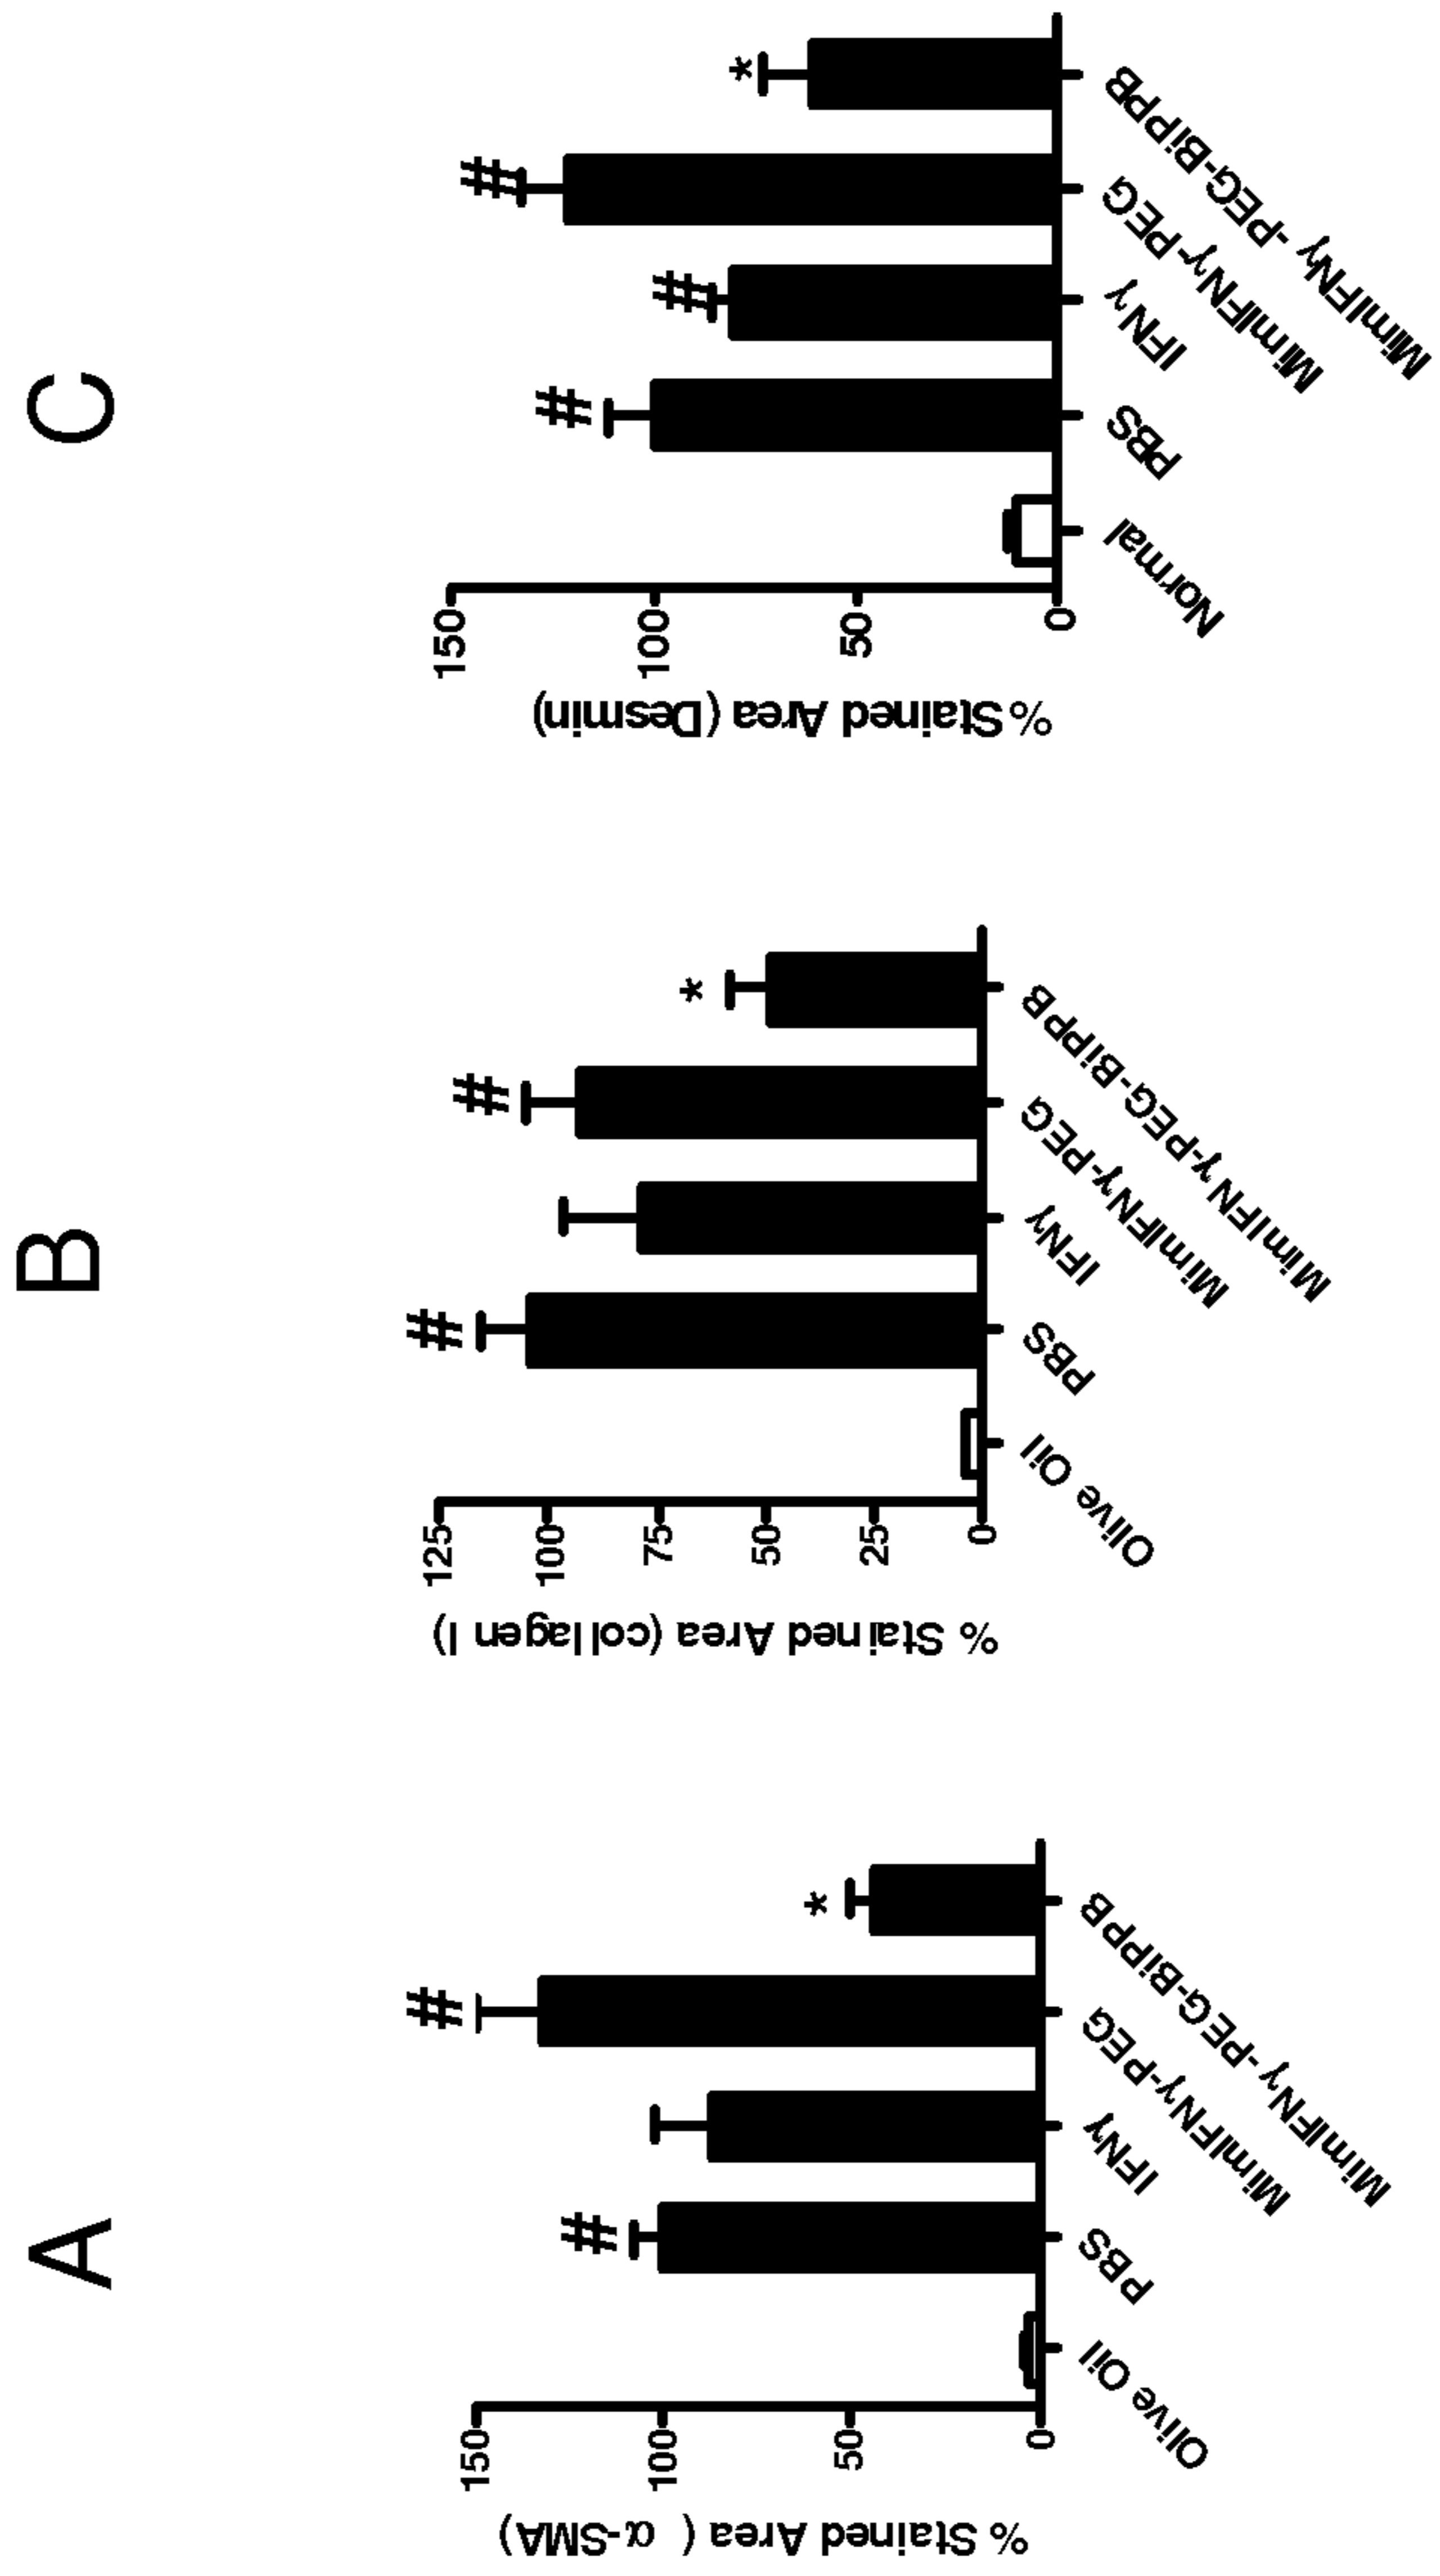 A
% Stained Area ( α-SMA)
150
100
50
0
#
#
*
Olive Oil
PBS
IFNγ
MimIFNγ-PEG
MimIFNγ-PEG-BiPPB
B
% Stained Area (collagen I)
125
100
75
50
25
0
#
#
*
Olive Oil
PBS
IFNγ
MimIFNγ-PEG
MimIFNγ-PEG-BiPPB
C
% Stained Area (Desmin)
150
100
50
0
#
#
#
*
Normal
PBS
IFNγ
MimIFNγ-PEG
MimIFNγ-PEG-BiPPB